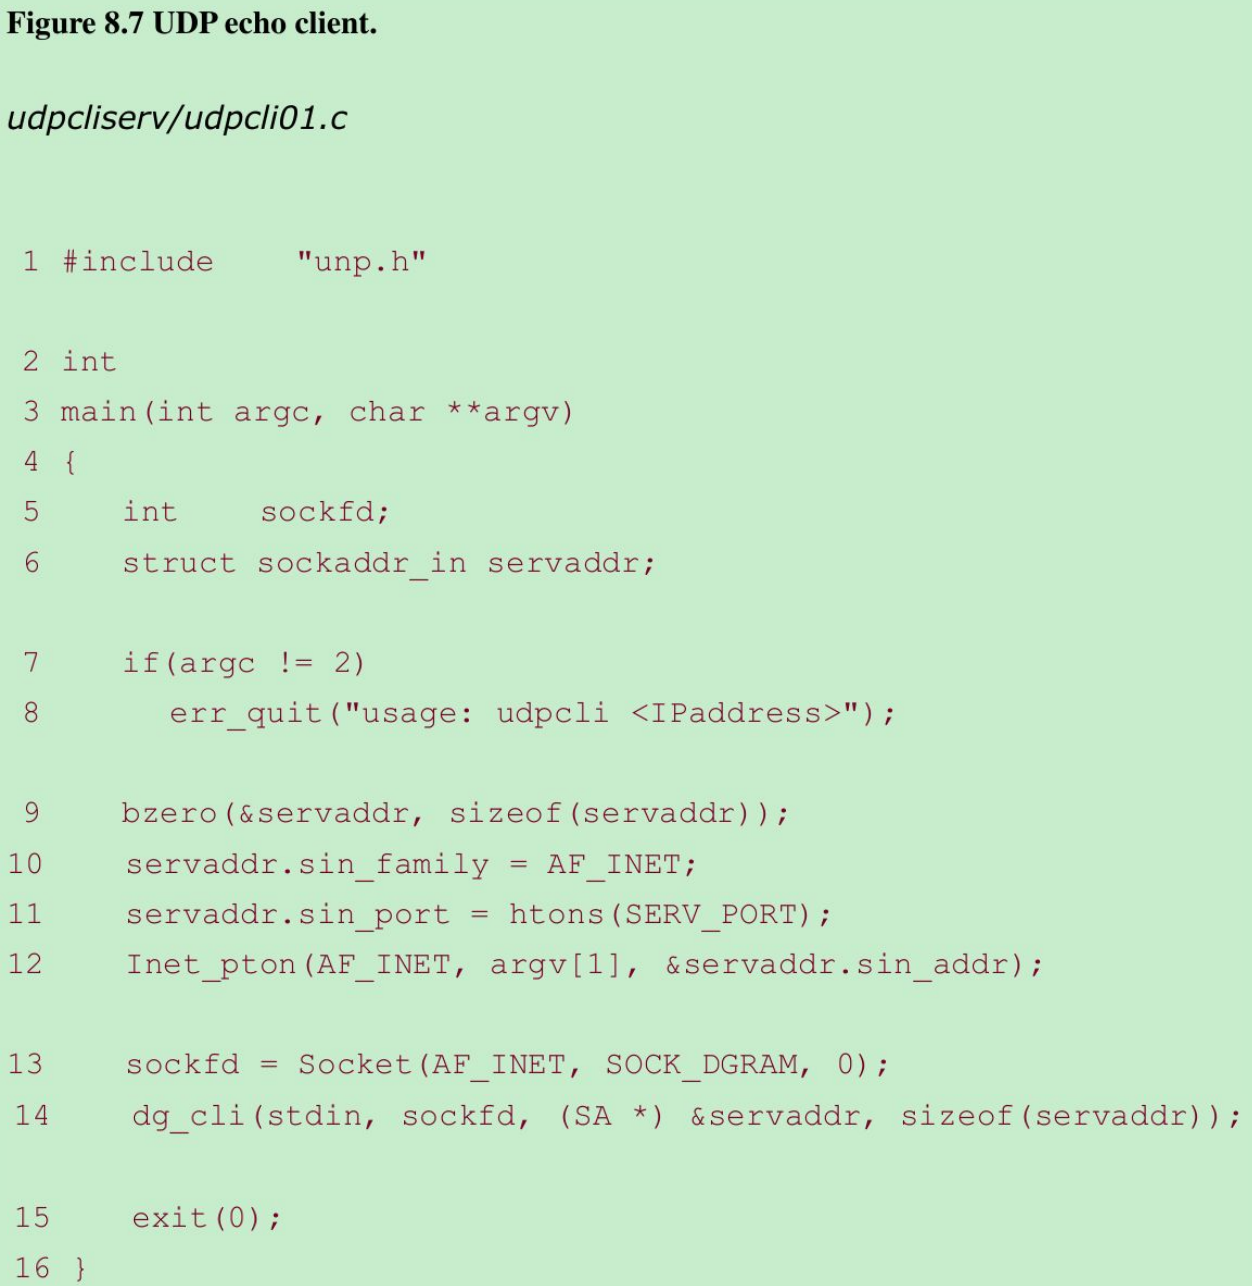 Figure 8.7 UDP echo client.
udpcliserv/udpcli01.c
1 #include    "unp.h"
2 int
3 main(int argc, char **argv)
4 {
5     int    sockfd;
6     struct sockaddr_in servaddr;
7     if(argc != 2)
8        err_quit("usage: udpcli <IPaddress>");
9     bzero(&servaddr, sizeof(servaddr));
10     servaddr.sin_family = AF_INET;
11     servaddr.sin_port = htons(SERV_PORT);
12     Inet_pton(AF_INET, argv[1], &servaddr.sin_addr);
13     sockfd = Socket(AF_INET, SOCK_DGRAM, 0);
14     dg_cli(stdin, sockfd, (SA *) &servaddr, sizeof(servaddr));
15     exit(0);
16 }